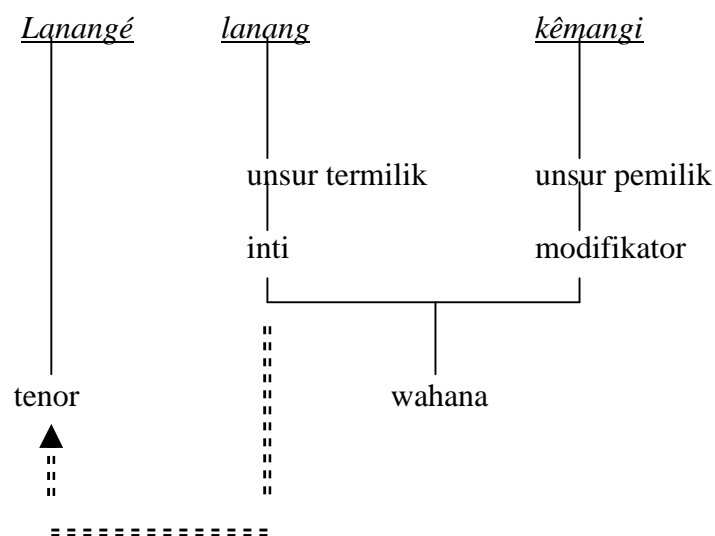 Lanangé lanang kêmangi
unsur termilik unsur pemilik
inti modifikator
tenor wahana